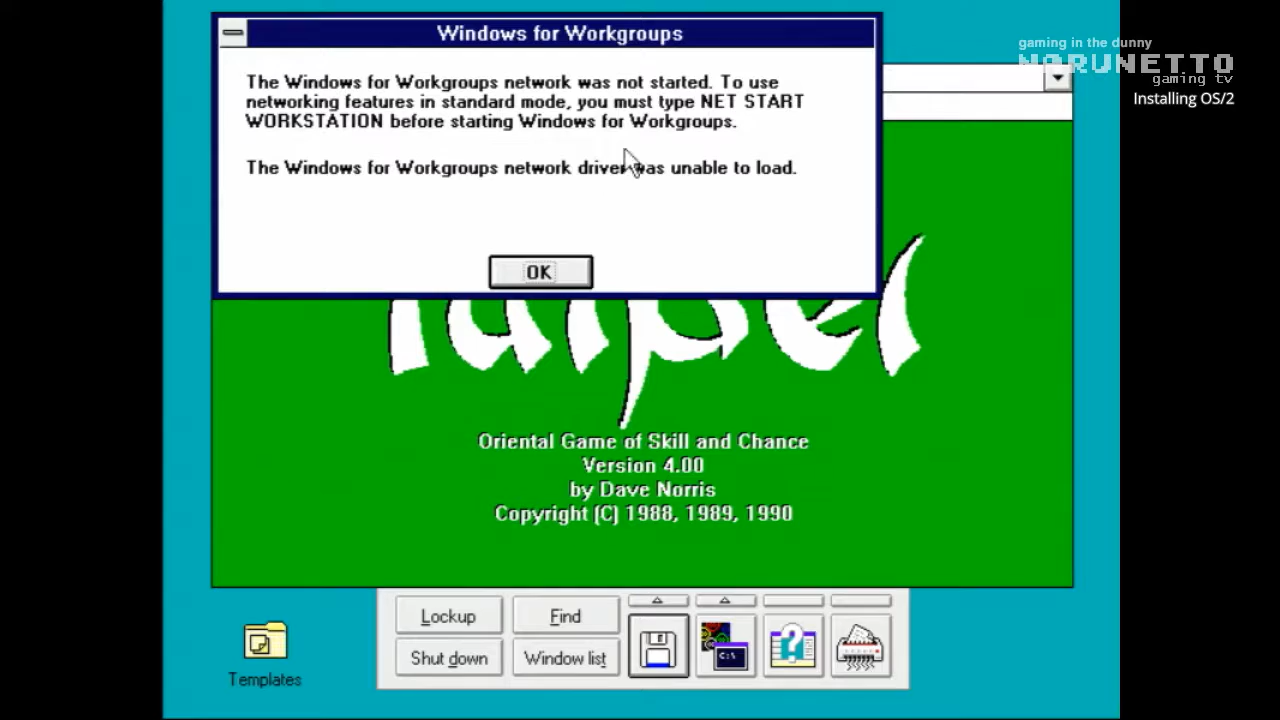 Windows for Workgroups
gaming in the dunny
NORUNETTO
gaming tv
Installing OS/2
The Windows for Workgroups network was not started. To use
networking features in standard mode, you must type NET START
WORKSTATION before starting Windows for Workgroups.
The Windows for Workgroups network driver was unable to load.
OK
Taipei
Oriental Game of Skill and Chance
Version 4.00
by Dave Norris
Copyright (C) 1988, 1989, 1990
Lockup
Find
Shut down
Window list
C:\
Templates